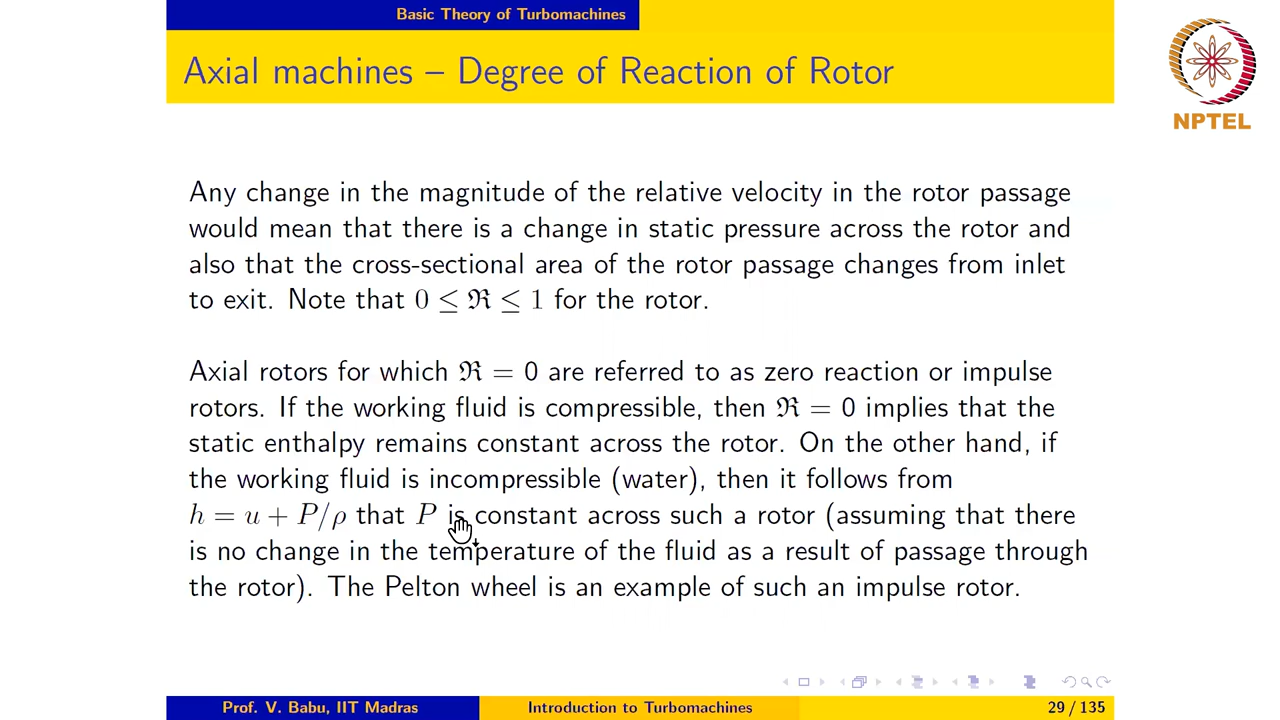 Basic Theory of Turbomachines
Axial machines – Degree of Reaction of Rotor
NPTEL
Any change in the magnitude of the relative velocity in the rotor passage
would mean that there is a change in static pressure across the rotor and
also that the cross-sectional area of the rotor passage changes from inlet
to exit. Note that 0 ≤ ℜ ≤ 1 for the rotor.
Axial rotors for which ℜ = 0 are referred to as zero reaction or impulse
rotors. If the working fluid is compressible, then ℜ = 0 implies that the
static enthalpy remains constant across the rotor. On the other hand, if
the working fluid is incompressible (water), then it follows from
h = u + P/ρ that P is constant across such a rotor (assuming that there
is no change in the temperature of the fluid as a result of passage through
the rotor). The Pelton wheel is an example of such an impulse rotor.
Prof. V. Babu, IIT Madras
Introduction to Turbomachines
29 / 135